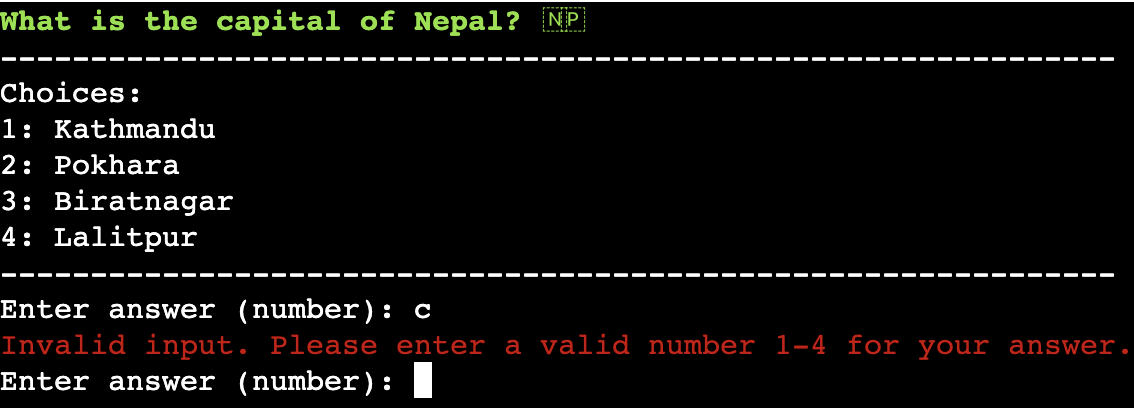 What is the capital of Nepal? 🇳🇵
--------------------------------------------------------------
Choices:
1: Kathmandu
2: Pokhara
3: Biratnagar
4: Lalitpur
--------------------------------------------------------------
Enter answer (number): c
Invalid input. Please enter a valid number 1-4 for your answer.
Enter answer (number):